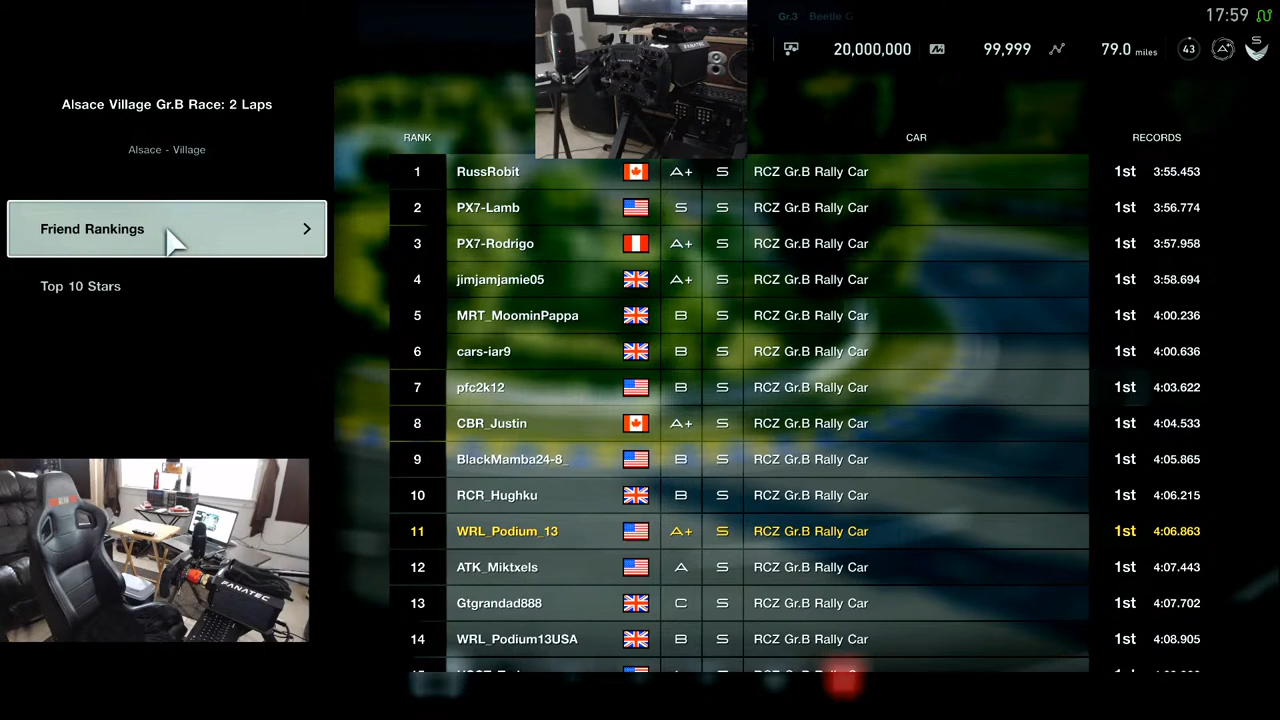 Gr.3 Beetle G
17:59
20,000,000 99,999 79.0 miles 43 A+ S
Alsace Village Gr.B Race: 2 Laps
Alsace - Village
Friend Rankings
Top 10 Stars
RANK CAR RECORDS
1 RussRobit A+ S RCZ Gr.B Rally Car 1st 3:55.453
2 PX7-Lamb S S RCZ Gr.B Rally Car 1st 3:56.774
3 PX7-Rodrigo A+ S RCZ Gr.B Rally Car 1st 3:57.958
4 jimjamjamie05 A+ S RCZ Gr.B Rally Car 1st 3:58.694
5 MRT_MoominPappa B S RCZ Gr.B Rally Car 1st 4:00.236
6 cars-iar9 B S RCZ Gr.B Rally Car 1st 4:00.636
7 pfc2k12 B S RCZ Gr.B Rally Car 1st 4:03.622
8 CBR_Justin A+ S RCZ Gr.B Rally Car 1st 4:04.533
9 BlackMamba24-8_ B S RCZ Gr.B Rally Car 1st 4:05.865
10 RCR_Hughku B S RCZ Gr.B Rally Car 1st 4:06.215
11 WRL_Podium_13 A+ S RCZ Gr.B Rally Car 1st 4:06.863
12 ATK_Miktxels A S RCZ Gr.B Rally Car 1st 4:07.443
13 Gtgrandad888 C S RCZ Gr.B Rally Car 1st 4:07.702
14 WRL_Podium13USA B S RCZ Gr.B Rally Car 1st 4:08.905
FANATEC
FANATEC